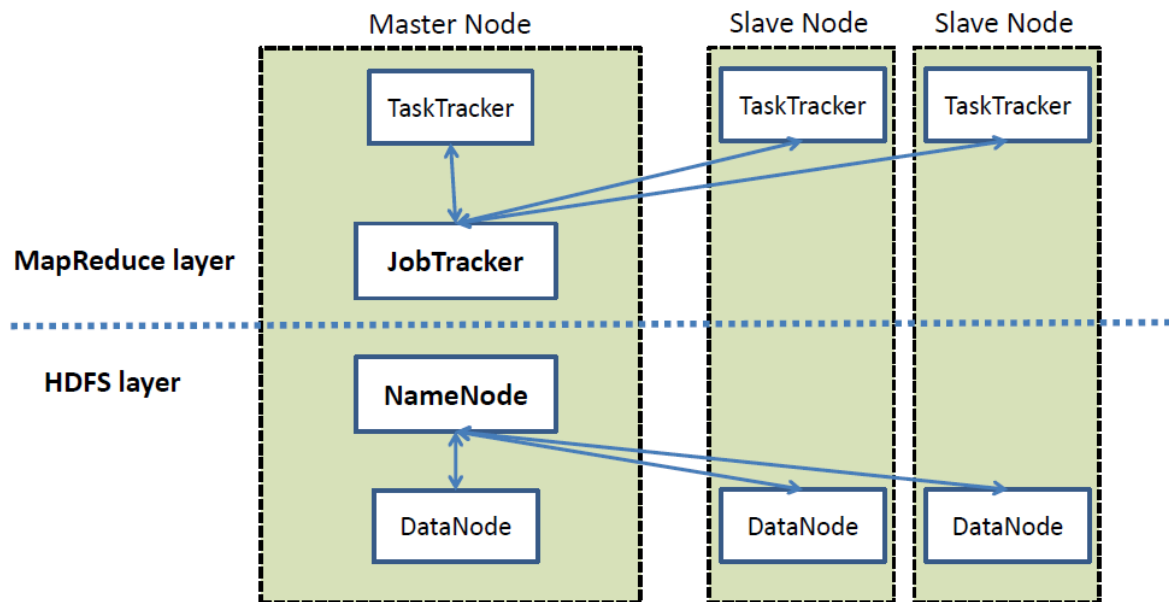 Master Node
Slave Node
Slave Node
TaskTracker
TaskTracker
TaskTracker
JobTracker
MapReduce layer
HDFS layer
NameNode
DataNode
DataNode
DataNode